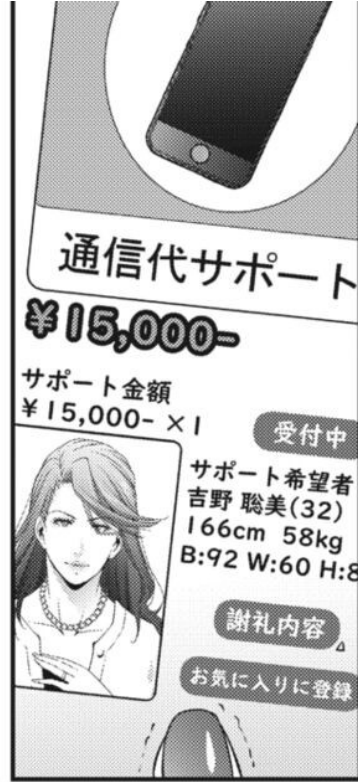 通信代サポート
¥15,000-
サポート金額
¥15,000- ×1
受付中
サポート希望者
吉野 聡美(32)
166cm 58kg
B:92 W:60 H:8
謝礼内容
お気に入りに登録